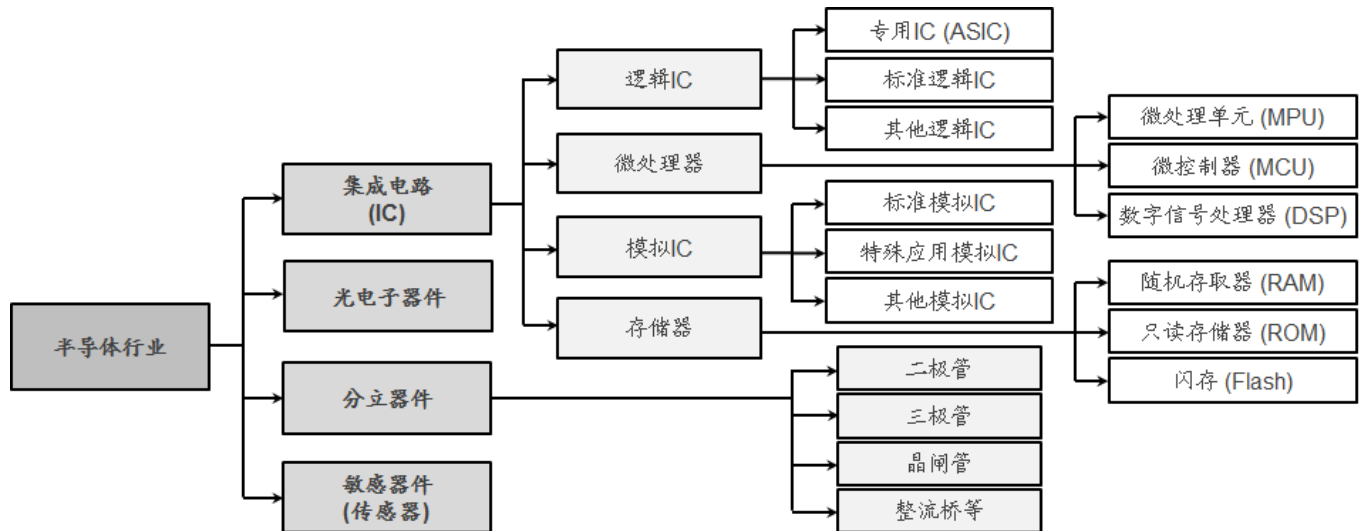 半导体行业
集成电路
(IC)
光电子器件
分立器件
敏感器件
(传感器)
逻辑IC
微处理器
模拟IC
存储器
专用IC (ASIC)
标准逻辑IC
其他逻辑IC
标准模拟IC
特殊应用模拟IC
其他模拟IC
二极管
三极管
晶闸管
整流桥等
微处理单元 (MPU)
微控制器 (MCU)
数字信号处理器 (DSP)
随机存取器 (RAM)
只读存储器 (ROM)
闪存 (Flash)